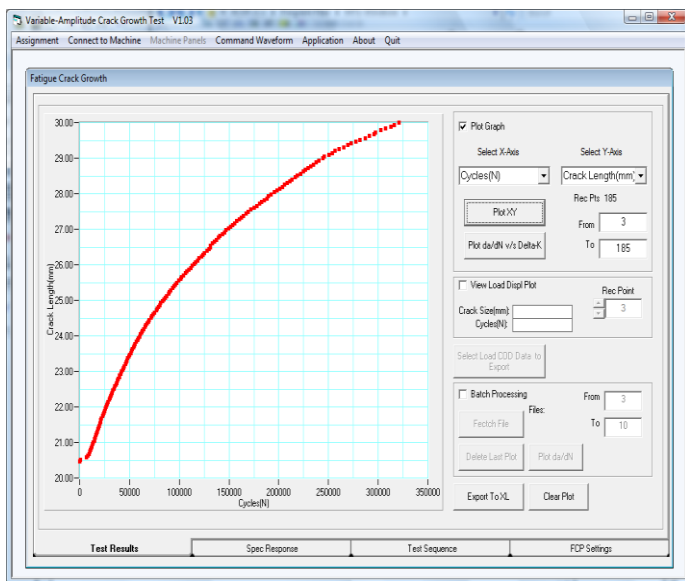 Variable-Amplitude Crack Growth Test V1.03
Assignment Connect to Machine Machine Panels Command Waveform Application About Quit
Fatigue Crack Growth
30.00
29.00
28.00
27.00
26.00
25.00
24.00
23.00
22.00
21.00
20.00
Crack Length(mm)
0 50000 100000 150000 200000 250000 300000 350000
Cycles(N)
Plot Graph
Select X-Axis Select Y-Axis
Cycles(N) Crack Length(mm)
Rec Pts 185
Plot XY
From 3
Plot da/dN v/s Delta-K
To 185
View Load Displ Plot
Rec Point
Crack Size(mm):
3
Cycles(N):
Select Load COD Data to
Export
Batch Processing
From 3
Files:
Fectch File
To 10
Delete Last Plot Plot da/dN
Export To XL Clear Plot
Test Results Spec Response Test Sequence FCP Settings